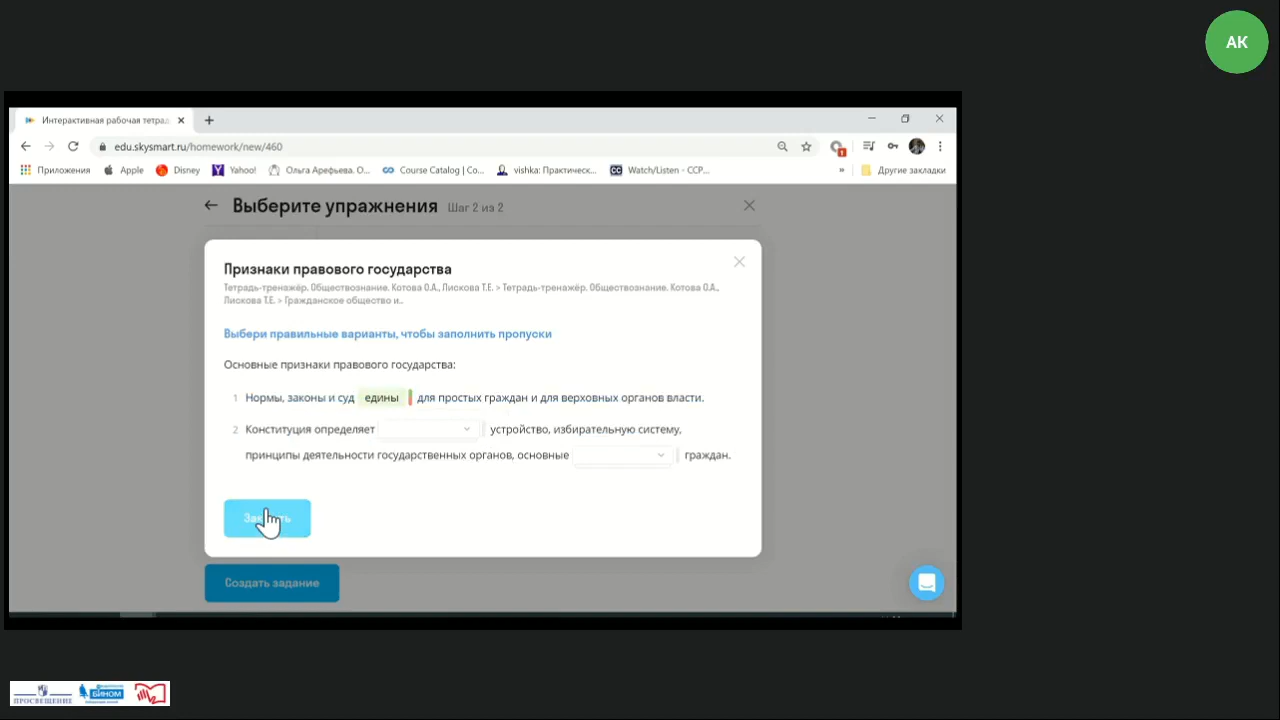 АК
Интерактивная рабочая тетрад
edu.skysmart.ru/homework/new/460
1
Приложения
Apple
Disney
Yahoo!
Ольга Арефьева. О...
Course Catalog | Co...
vishka: Практическ...
Watch/Listen - CCP...
»
Другие закладки
Выберите упражнения
Шаг 2 из 2
Признаки правового государства
Тетрадь-тренажёр. Обществознание. Котова О.А., Лискова Т.Е. > Тетрадь-тренажёр. Обществознание. Котова О.А.,
Лискова Т.Е. > Гражданское общество и...
Выбери правильные варианты, чтобы заполнить пропуски
Основные признаки правового государства:
1 Нормы, законы и суд едины для простых граждан и для верховных органов власти.
2 Конституция определяет устройство, избирательную систему,
принципы деятельности государственных органов, основные граждан.
Создать задание
ПРОСВЕЩЕНИЕ
БИНОМ